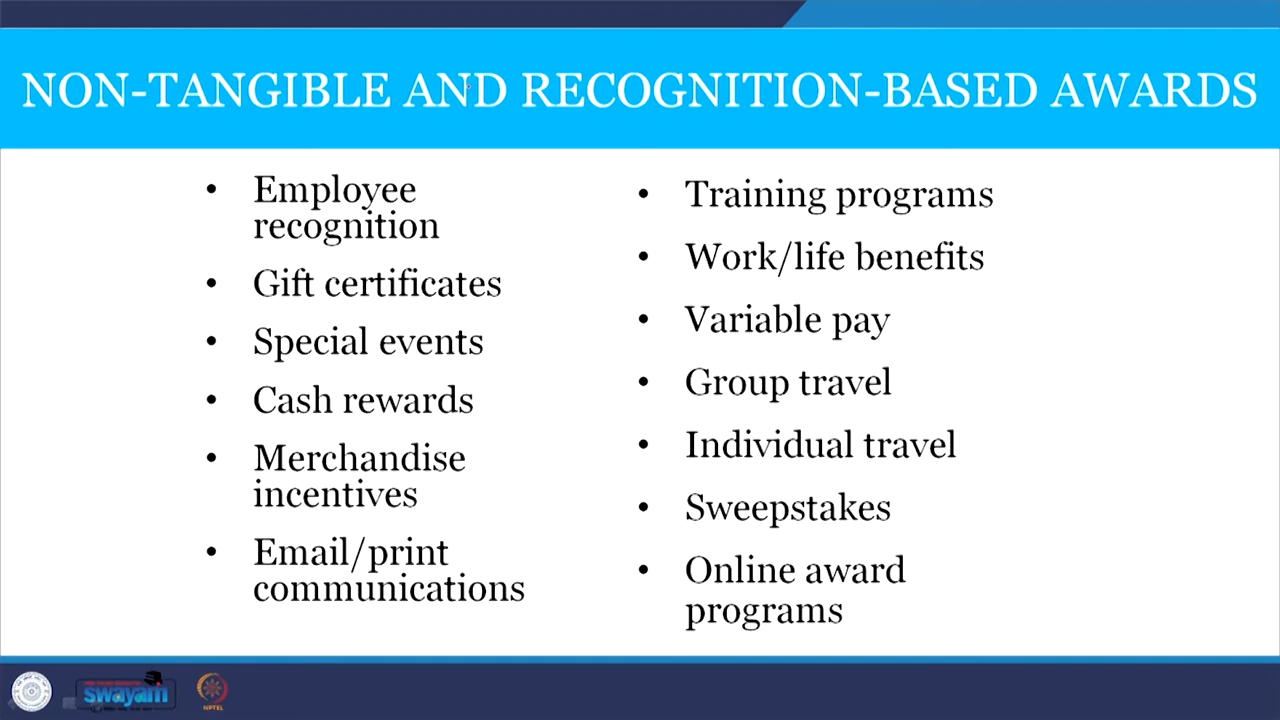 NON-TANGIBLE AND RECOGNITION-BASED AWARDS
• Employee
recognition
• Gift certificates
• Special events
• Cash rewards
• Merchandise
incentives
• Email/print
communications
• Training programs
• Work/life benefits
• Variable pay
• Group travel
• Individual travel
• Sweepstakes
• Online award
programs
swayam
NPTEL